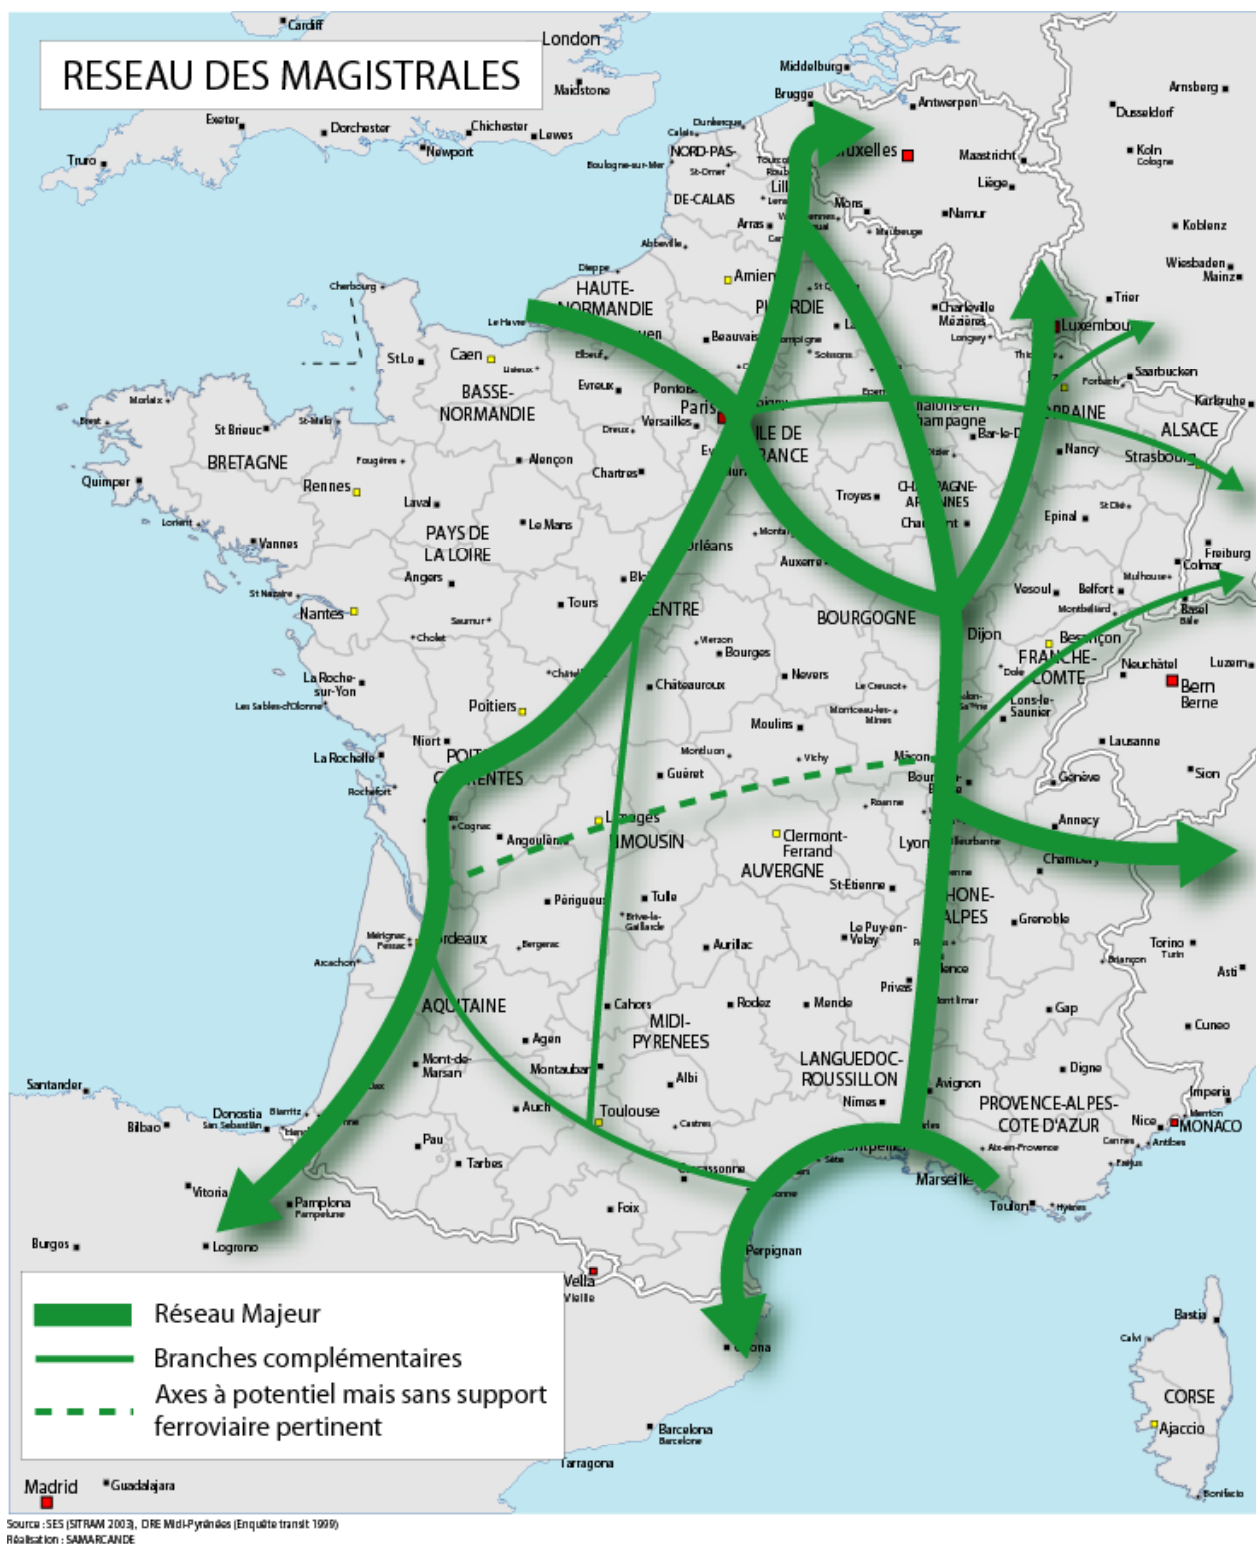 Cardiff
London
RESEAU DES MAGISTRALES
Maidstone
Middelburg
Brugge
Antwerpen
Arnsberg
Dusseldorf
Exeter
Dorchester
Chichester
Lewes
Newport
Truro
Dunkerque
Calais
NORD-PAS-
Boulogne-sur-Mer
St-Omer
DE-CALAIS
Maastricht
Koln
Cologne
Liège
Mons
Namur
Koblenz
Arras
Maubeuge
Abbeville
Wiesbaden
Mainz
Dieppe
HAUTE-
NORMANDIE
Cherbourg
Charleville
Mézières
Trier
Le Havre
Beauvais
Longwy
St Lo
Caen
Lisieux
Elbeuf
Soissons
Saarbucken
Evreux
Karlsruhe
BASSE-
NORMANDIE
Paris
Versailles
ILE DE
ALSACE
Morlaix
Brest
St Brieuc
St-Malo
Dreux
Nancy
Strasbourg
BRETAGNE
Fougères
Alençon
Chartres
Quimper
Rennes
Laval
Troyes
St Dié
Lorient
Le Mans
PAYS DE
LA LOIRE
Epinal
Vannes
Auxerre
Freiburg
Colmar
Angers
Mulhouse
St Nazaire
Tours
Vesoul
Belfort
Nantes
Saumur
Montbéliard
Basel
Bâle
Cholet
BOURGOGNE
Dijon
Vierzon
Bourges
Besançon
FRANCHE-
COMTE
Dole
Neuchâtel
Luzern
La Roche-
sur-Yon
Châteauroux
Nevers
Le Creusot
Bern
Berne
Les Sables-d'Olonne
Poitiers
Montceau-les-
Mines
Lons-le-
Saunier
Moulins
Niort
Lausanne
La Rochelle
Montluon
Vichy
Mâcon
Guéret
Genève
Sion
Rochefort
Roanne
Annecy
Cognac
Angoulême
Limoges
Clermont-
Ferrand
Lyon
AUVERGNE
Chambéry
St-Etienne
Périgueux
Tulle
Brive-la-
Gaillarde
Grenoble
Le Puy-en-
Velay
Mérignac
Pessac
Bergerac
Aurillac
Torino
Turin
Arcachon
Briançon
Asti
Privas
AQUITAINE
Cahors
Rodez
Mende
Gap
MIDI-
PYRENEES
Cuneo
Agen
Mont-de-
Marsan
Montauban
LANGUEDOC-
ROUSSILLON
Digne
Santander
Albi
Avignon
Imperia
Donostia
San Sebastiàn
Biarritz
Auch
Toulouse
Nîmes
PROVENCE-ALPES-
COTE D'AZUR
Menton
Nice
MONACO
Bilbao
Castres
Pau
Cannes
Antibes
Aix-en-Provence
Tarbes
Sète
Fréjus
Marseille
Vitoria
Pamplona
Pampelune
Foix
Toulon
Hyères
Burgos
Logrono
Perpignan
Vella
Vieille
Réseau Majeur
Branches complémentaires
Axes à potentiel mais sans support
ferroviaire pertinent
Bastia
Calvi
CORSE
Ajaccio
Barcelona
Barcelone
Tarragona
Madrid
Guadalajara
Bonifacio
Source : SES (SITRAM 2003), DRE Midi-Pyrénées (Enquête transit 1999)
Réalisation : SAMARCANDE